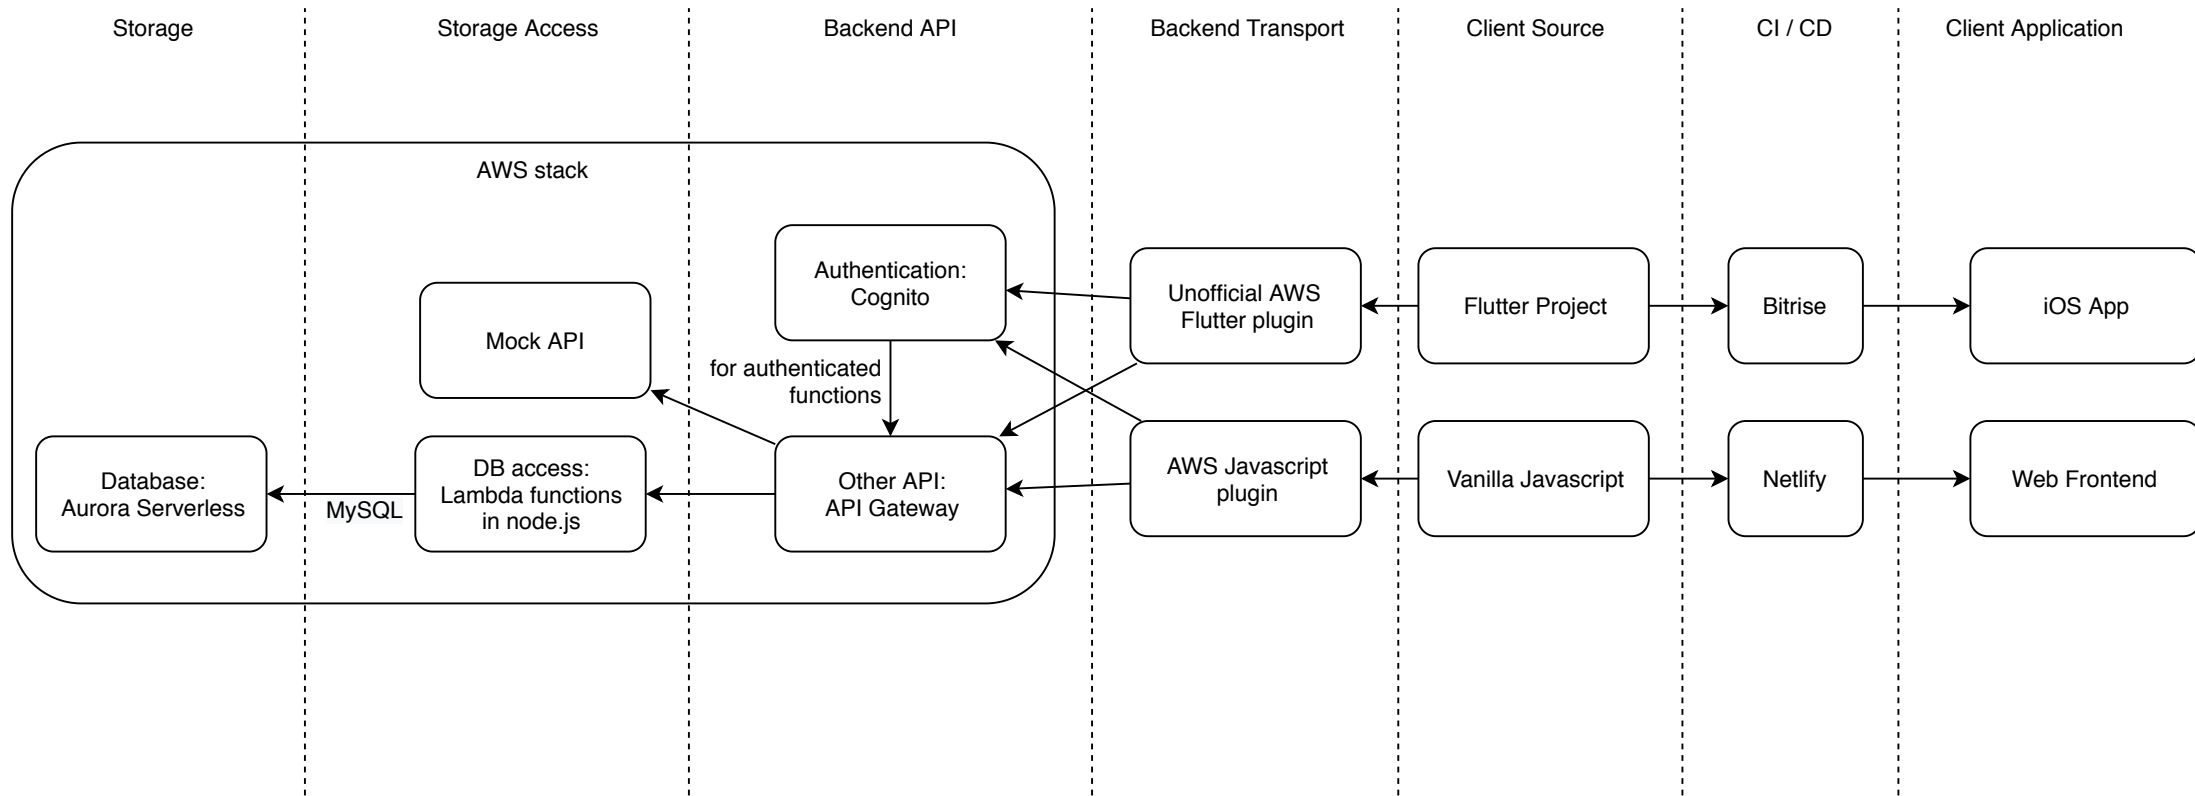 Storage
Storage Access
Backend API
Backend Transport
Client Source
CI / CD
Client Application
AWS stack
Authentication:
Cognito
Unofficial AWS
Flutter plugin
Flutter Project
Bitrise
iOS App
Mock API
for authenticated
functions
Database:
Aurora Serverless
MySQL
DB access:
Lambda functions
in node.js
Other API:
API Gateway
AWS Javascript
plugin
Vanilla Javascript
Netlify
Web Frontend